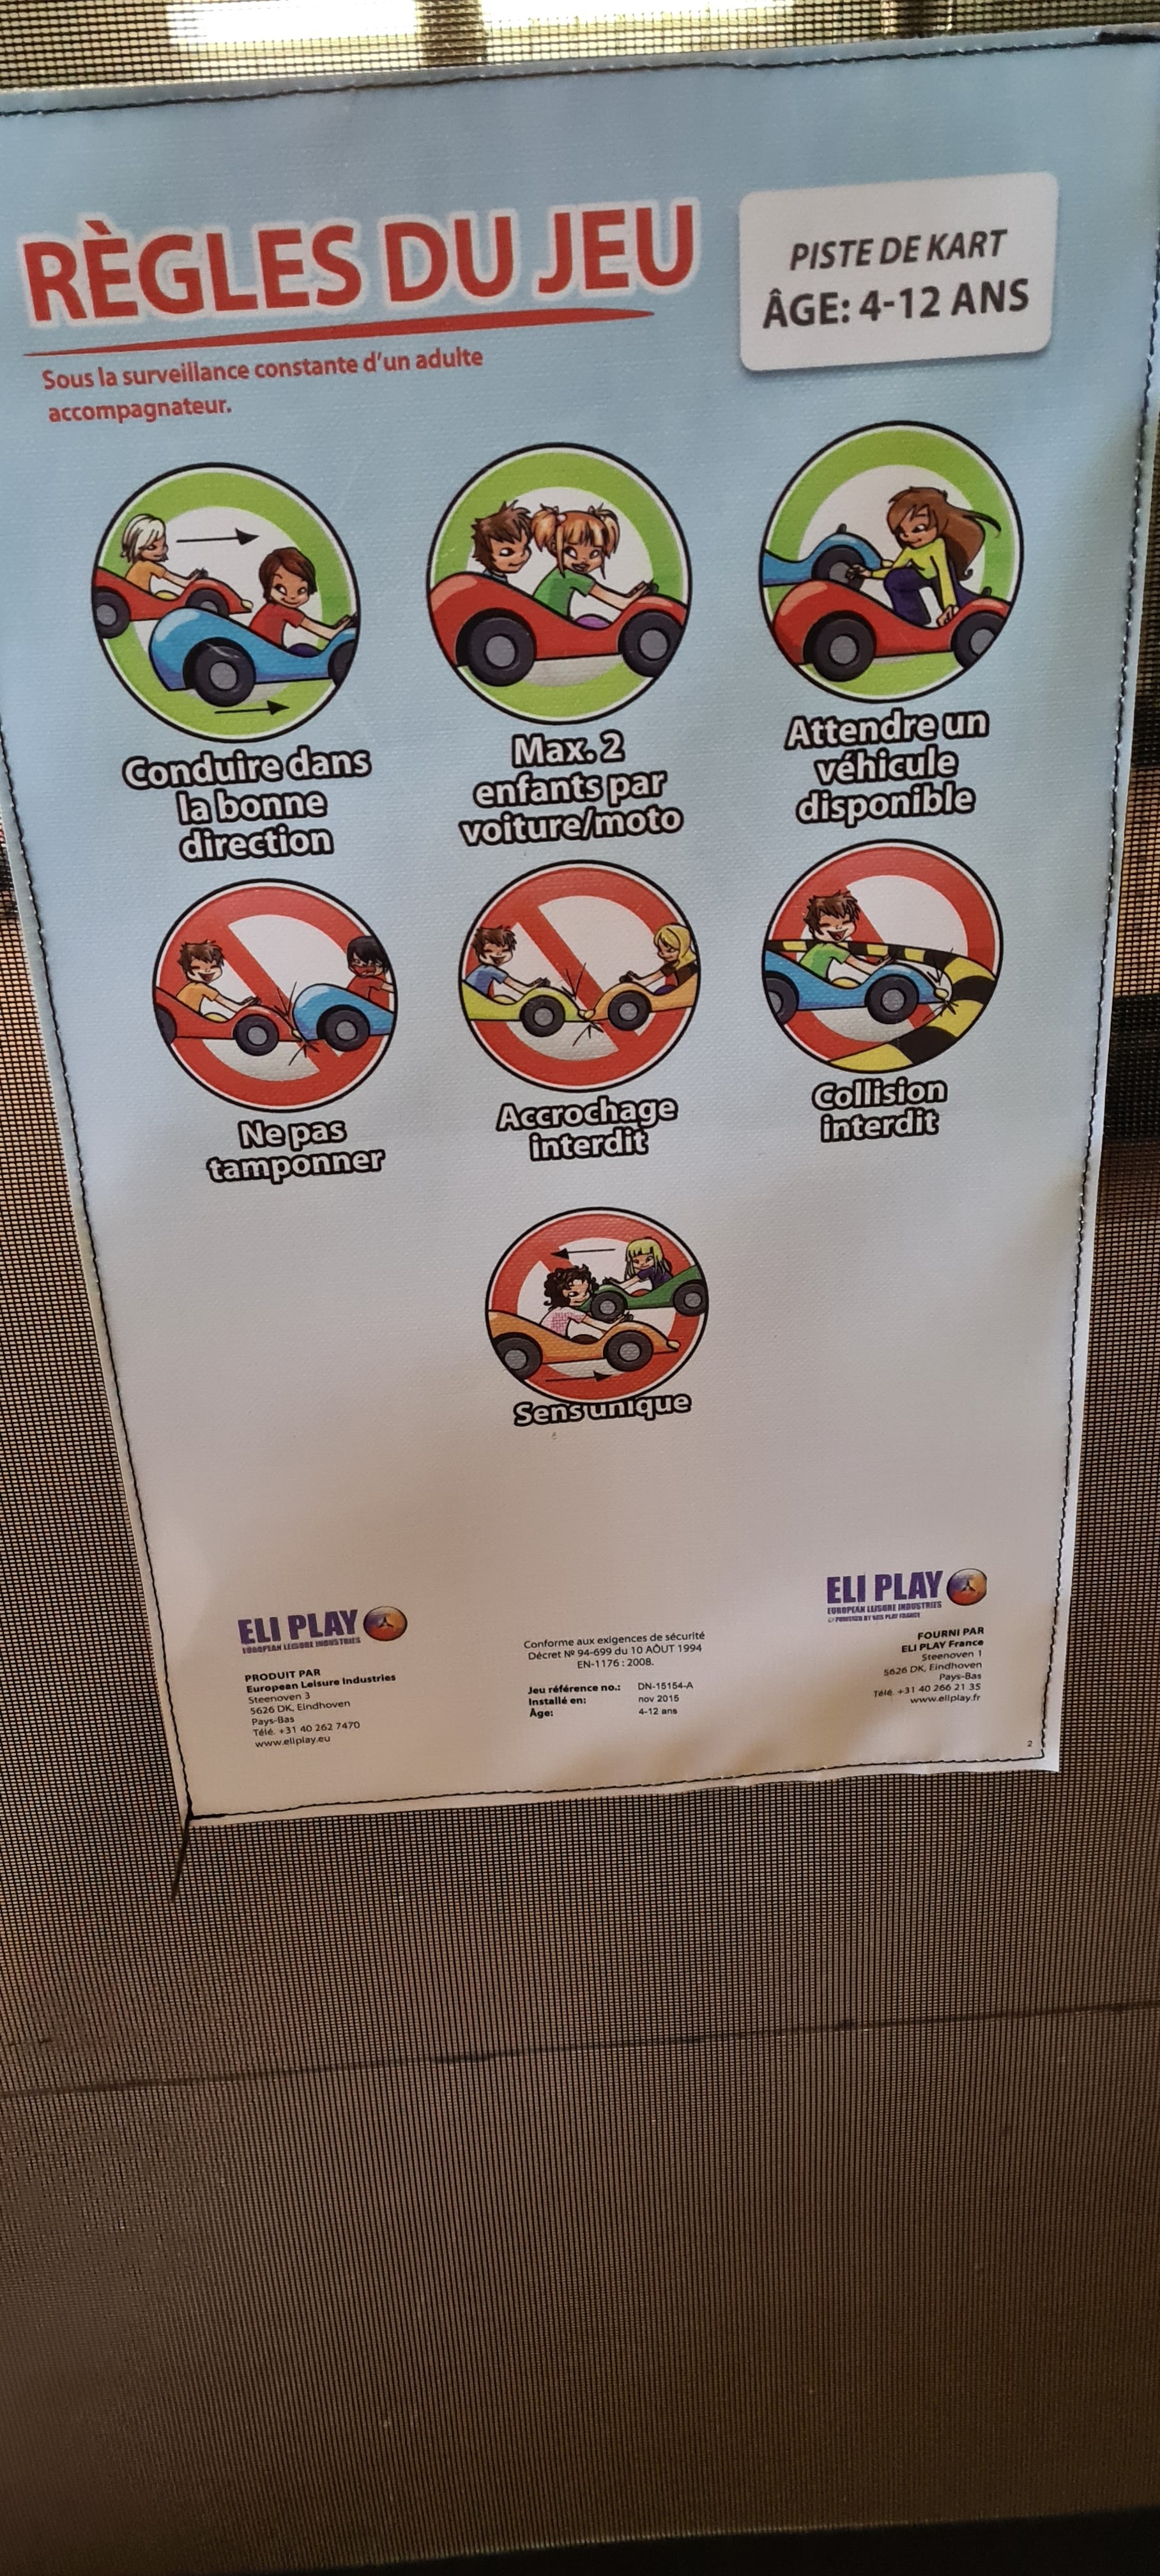 RÈGLES DU JEU
PISTE DE KART
ÂGE: 4-12 ANS
Sous la surveillance constante d'un adulte
accompagnateur.
Conduire dans
la bonne
direction
Max. 2
enfants par
voiture/moto
Attendre un
véhicule
disponible
Ne pas
tamponner
Accrochage
interdit
Collision
interdit
Sens unique
ELI PLAY
EUROPEAN LEISURE INDUSTRIES
PRODUIT PAR
European Leisure Industries
Steenoven 3
5626 DK, Eindhoven
Pays-Bas
Télé. +31 40 262 7470
www.eliplay.eu
Conforme aux exigences de sécurité
Décret Nº 94-699 du 10 AÔUT 1994
EN-1176 : 2008.
Jeu référence no.: DN-15154-A
Installé en: nov 2015
Âge: 4-12 ans
ELI PLAY
EUROPEAN LEISURE INDUSTRIES
FOURNI PAR
ELI PLAY France
Steenoven 1
5626 DK, Eindhoven
Pays-Bas
Télé. +31 40 266 21 35
www.eliplay.fr
2